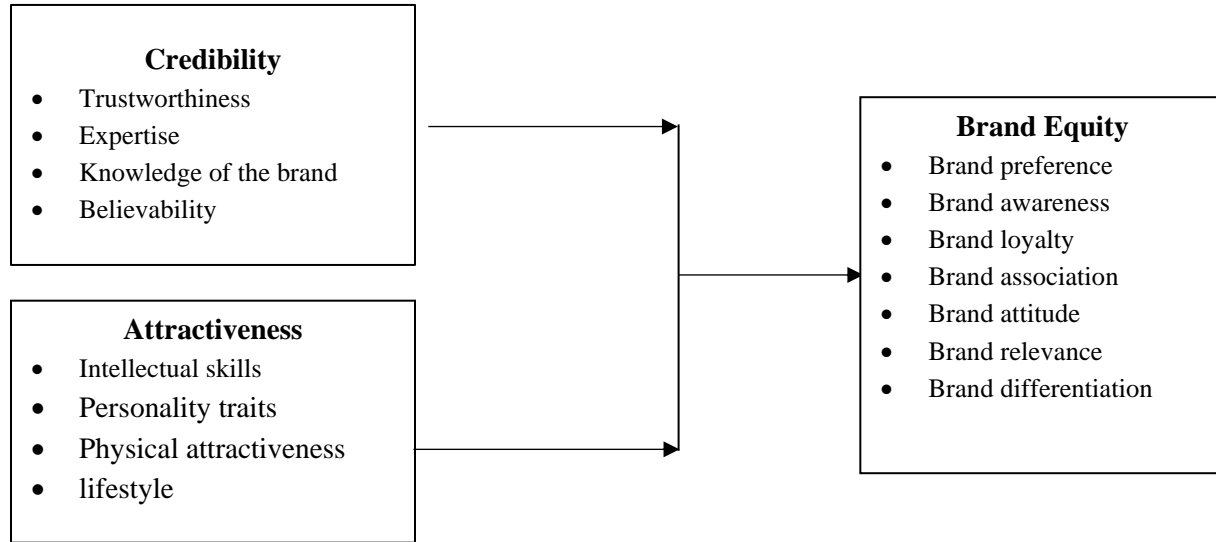 Credibility
• Trustworthiness
• Expertise
• Knowledge of the brand
• Believability
Attractiveness
• Intellectual skills
• Personality traits
• Physical attractiveness
• lifestyle
Brand Equity
• Brand preference
• Brand awareness
• Brand loyalty
• Brand association
• Brand attitude
• Brand relevance
• Brand differentiation